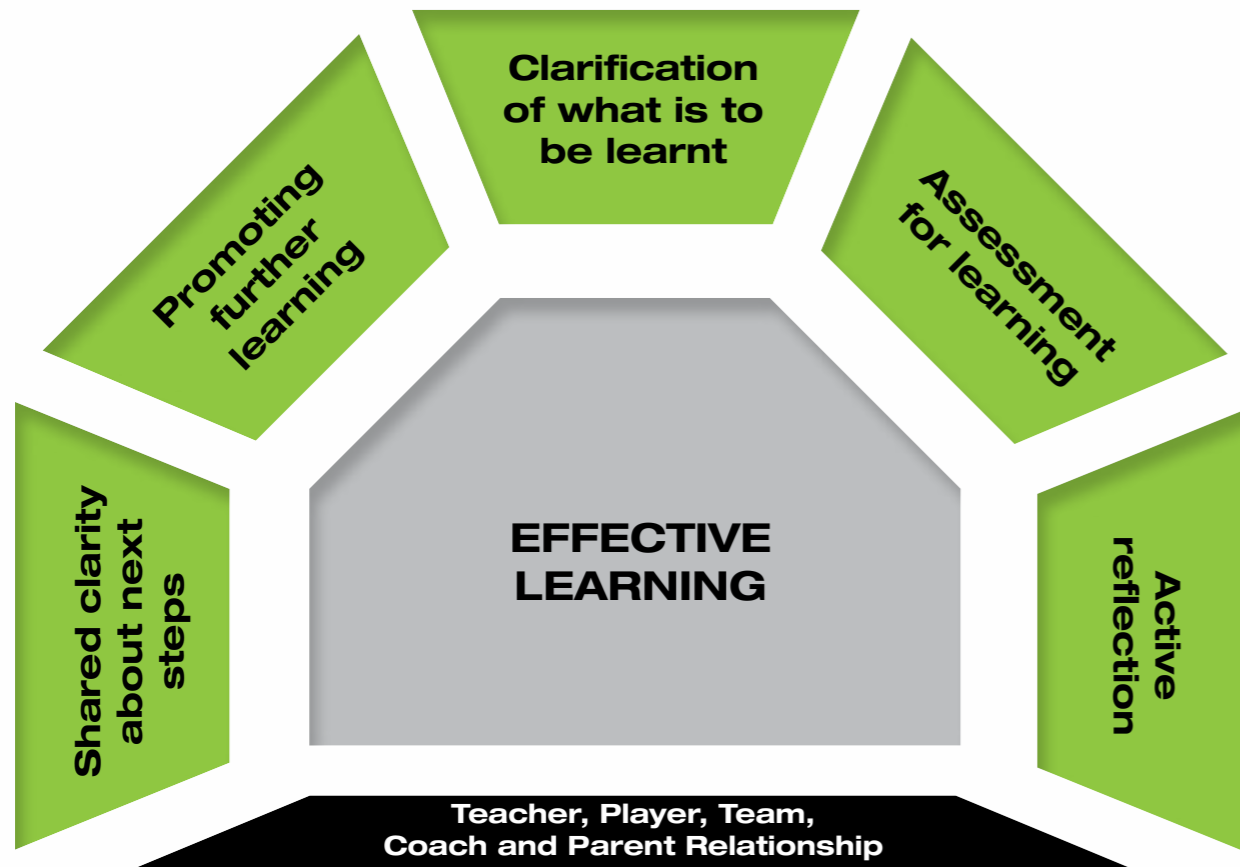 Clarification
of what is to
be learnt
Promoting
further
learning
Assessment
for learning
Shared clarity
about next
steps
EFFECTIVE
LEARNING
Active
reflection
Teacher, Player, Team,
Coach and Parent Relationship